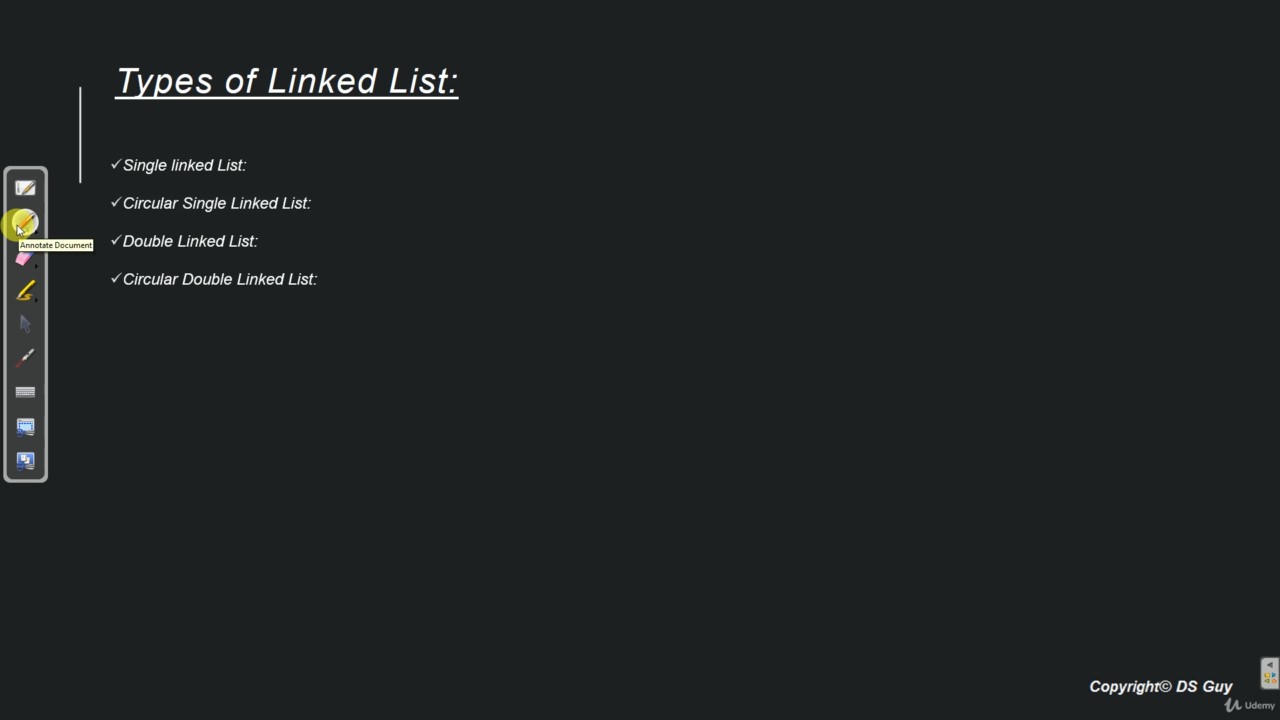 Types of Linked List:
✓Single linked List:
✓Circular Single Linked List:
Annotate Document
✓Double Linked List:
✓Circular Double Linked List:
Copyright© DS Guy
Udemy